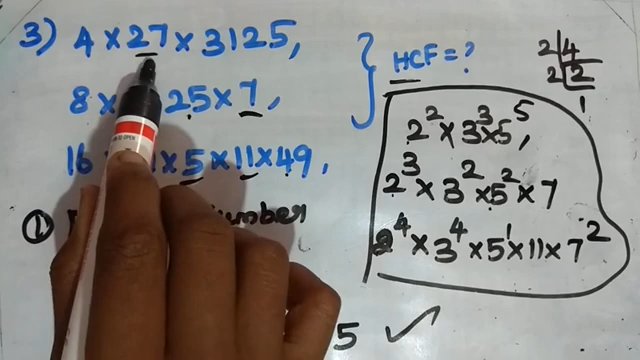 3) 4 × 27 × 3125,
8 × 25 × 7,
16 × 5 × 11 × 49,
HCF = ?
2 | 4
2 | 2
1
2² × 3³ × 5⁵,
2³ × 3² × 5² × 7
2⁴ × 3⁴ × 5¹ × 11 × 7²
①
5 ✓